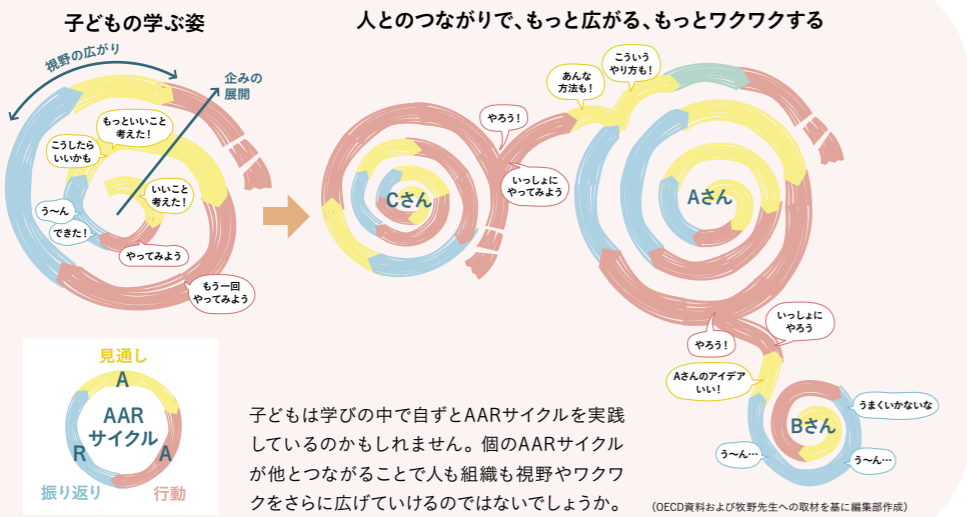 子どもの学ぶ姿
視野の広がり
企みの
展開
もっといいこと
考えた！
こうしたら
いいかも
いいこと
考えた！
う〜ん
できた！
やってみよう
もう一回
やってみよう
見通し
A
AAR
サイクル
R
A
振り返り
行動
人とのつながりで、もっと広がる、もっとワクワクする
こういう
やり方も！
あんな
方法も！
やろう！
いっしょに
やってみよう
Cさん
Aさん
やろう！
いっしょに
やろう
Aさんのアイデア
いい！
うまくいかないな
Bさん
う〜ん…
う〜ん…
子どもは学びの中で自ずとAARサイクルを実践
しているのかもしれません。個のAARサイクル
が他とつながることで人も組織も視野やワクワ
クをさらに広げていけるのではないでしょうか。
（OECD資料および牧野先生への取材を基に編集部作成）